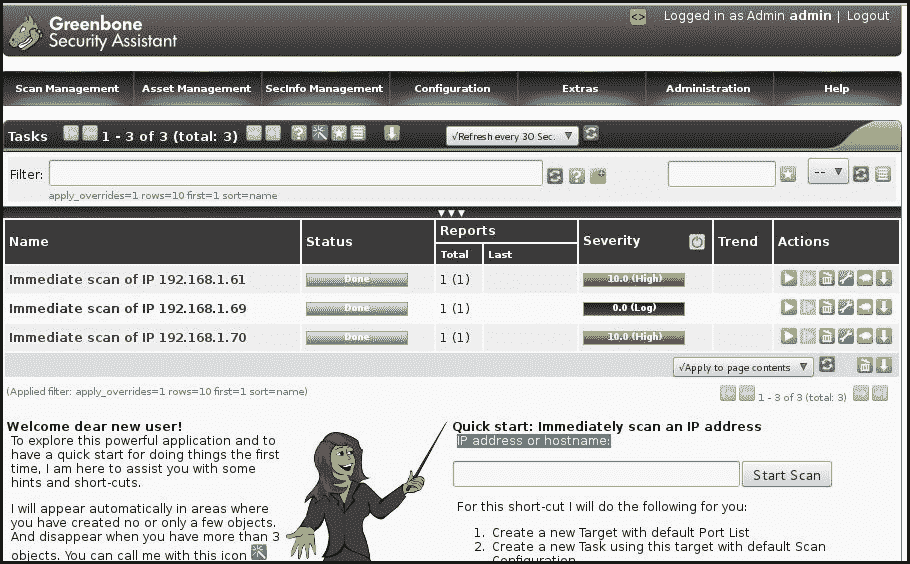 Greenbone
Security Assistant
Logged in as Admin admin | Logout
Scan Management Asset Management SecInfo Management Configuration Extras Administration Help
Tasks 1 - 3 of 3 (total: 3) √Refresh every 30 Sec.
Filter: --
apply_overrides=1 rows=10 first=1 sort=name
Name Status Reports Severity Trend Actions
Total Last
Immediate scan of IP 192.168.1.61 Done 1 (1) 10.0 (High)
Immediate scan of IP 192.168.1.69 Done 1 (1) 0.0 (Log)
Immediate scan of IP 192.168.1.70 Done 1 (1) 10.0 (High)
√Apply to page contents
(Applied filter: apply_overrides=1 rows=10 first=1 sort=name) 1 - 3 of 3 (total: 3)
Welcome dear new user!
To explore this powerful application and to
have a quick start for doing things the first
time, I am here to assist you with some
hints and short-cuts.
I will appear automatically in areas where
you have created no or only a few objects.
And disappear when you have more than 3
objects. You can call me with this icon
Quick start: Immediately scan an IP address
IP address or hostname:
Start Scan
For this short-cut I will do the following for you:
1. Create a new Target with default Port List
2. Create a new Task using this target with default Scan
Configuration